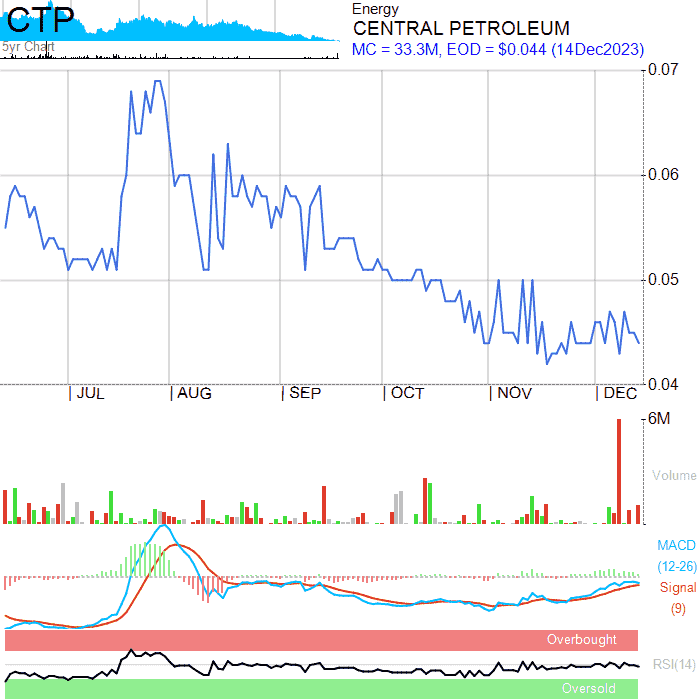 CTP
5yr Chart
Energy
CENTRAL PETROLEUM
MC = 33.3M, EOD = $0.044 (14Dec2023)
0.07
0.06
0.05
0.04
JUL AUG SEP OCT NOV DEC
6M
Volume
MACD
(12-26)
Signal
(9)
Overbought
RSI(14)
Oversold